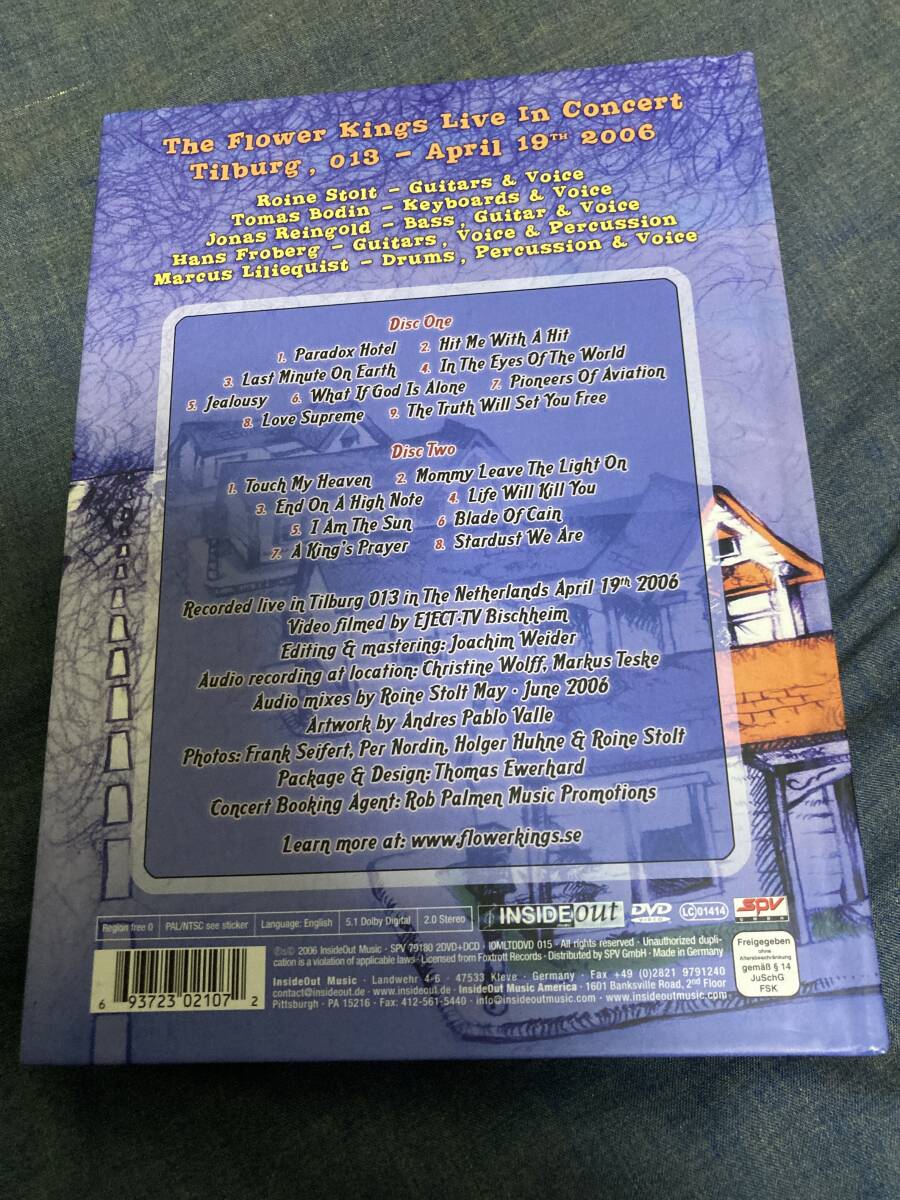 The Flower Kings Live In Concert
Tilburg, 013 – April 19TH 2006
Roine Stolt – Guitars & Voice
Tomas Bodin – Keyboards & Voice
Jonas Reingold – Bass, Guitar & Voice
Hans Froberg – Guitars, Voice & Percussion
Marcus Liliequist – Drums, Percussion & Voice
Disc One
1. Paradox Hotel 2. Hit Me With A Hit
3. Last Minute On Earth 4. In The Eyes Of The World
5. Jealousy 6. What If God Is Alone 7. Pioneers Of Aviation
8. Love Supreme 9. The Truth Will Set You Free
Disc Two
1. Touch My Heaven 2. Mommy Leave The Light On
3. End On A High Note 4. Life Will Kill You
5. I Am The Sun 6 Blade Of Cain
7. A King's Prayer 8. Stardust We Are
Recorded live in Tilburg 013 in The Netherlands April 19th 2006
Video filmed by EJECT-TV Bischheim
Editing & mastering: Joachim Weider
Audio recording at location: Christine Wolff, Markus Teske
Audio mixes by Roine Stolt May - June 2006
Artwork by Andres Pablo Valle
Photos: Frank Seifert, Per Nordin, Holger Huhne & Roine Stolt
Package & Design: Thomas Ewerhard
Concert Booking Agent: Rob Palmen Music Promotions
Learn more at: www.flowerkings.se
Region free 0 PAL/NTSC see sticker Language: English 5.1 Dolby Digital 2.0 Stereo INSIDEOUT DVD VIDEO LC 01414 SPV
℗© 2006 InsideOut Music · SPV 79180 2DVD+DCD · IOMLTDDVD 015 · All rights reserved · Unauthorized dupli-
cation is a violation of applicable laws · Licensed from Foxtrott Records · Distributed by SPV GmbH · Made in Germany
InsideOut Music · Landwehr 4-6 · 47533 Kleve · Germany · Fax +49 (0)2821 9791240
contact@insideout.de · www.insideout.de · InsideOut Music America · 1601 Banksville Road, 2nd Floor
Pittsburgh · PA 15216 · Fax: 412-561-5440 · info@insideoutmusic.com · www.insideoutmusic.com
6 93723 02107 2
Freigegeben
ohne
Altersbeschränkung
gemäß § 14
JuSchG
FSK